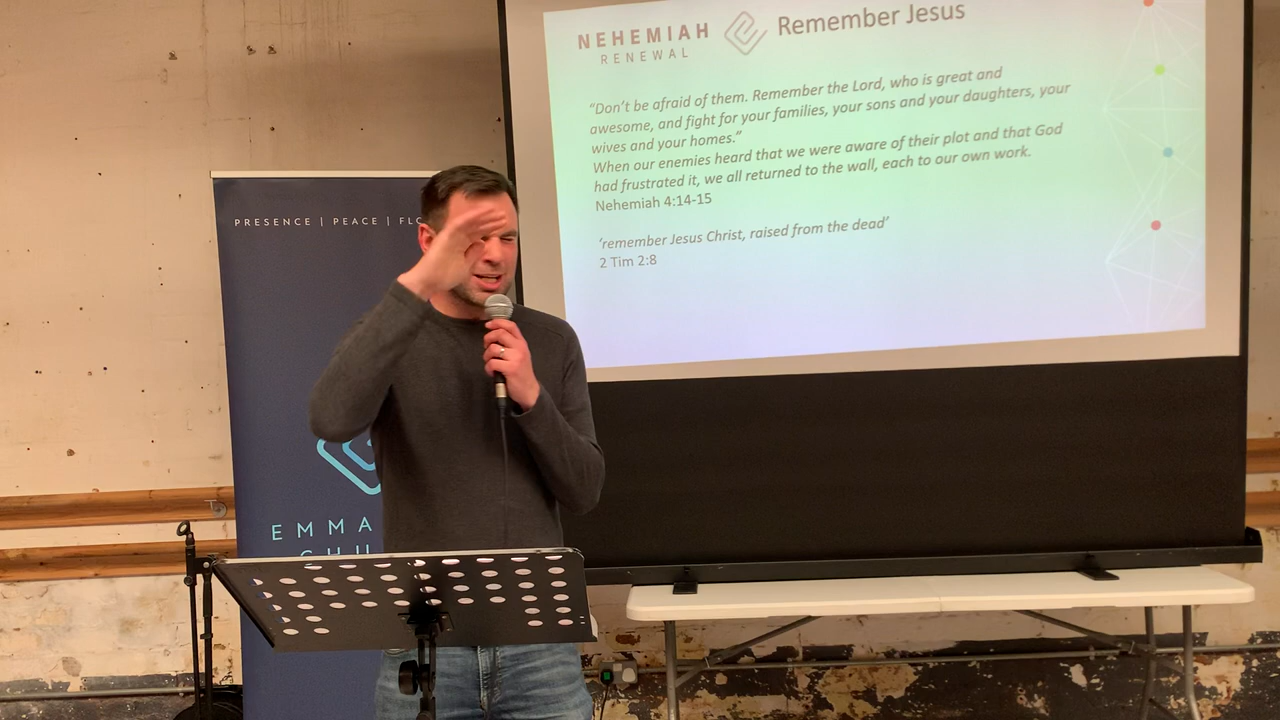 NEHEMIAH
RENEWAL
Remember Jesus
“Don't be afraid of them. Remember the Lord, who is great and
awesome, and fight for your families, your sons and your daughters, your
wives and your homes.”
When our enemies heard that we were aware of their plot and that God
had frustrated it, we all returned to the wall, each to our own work.
Nehemiah 4:14-15
‘remember Jesus Christ, raised from the dead’
2 Tim 2:8
PRESENCE | PEACE | FLO
EMMA
CHU